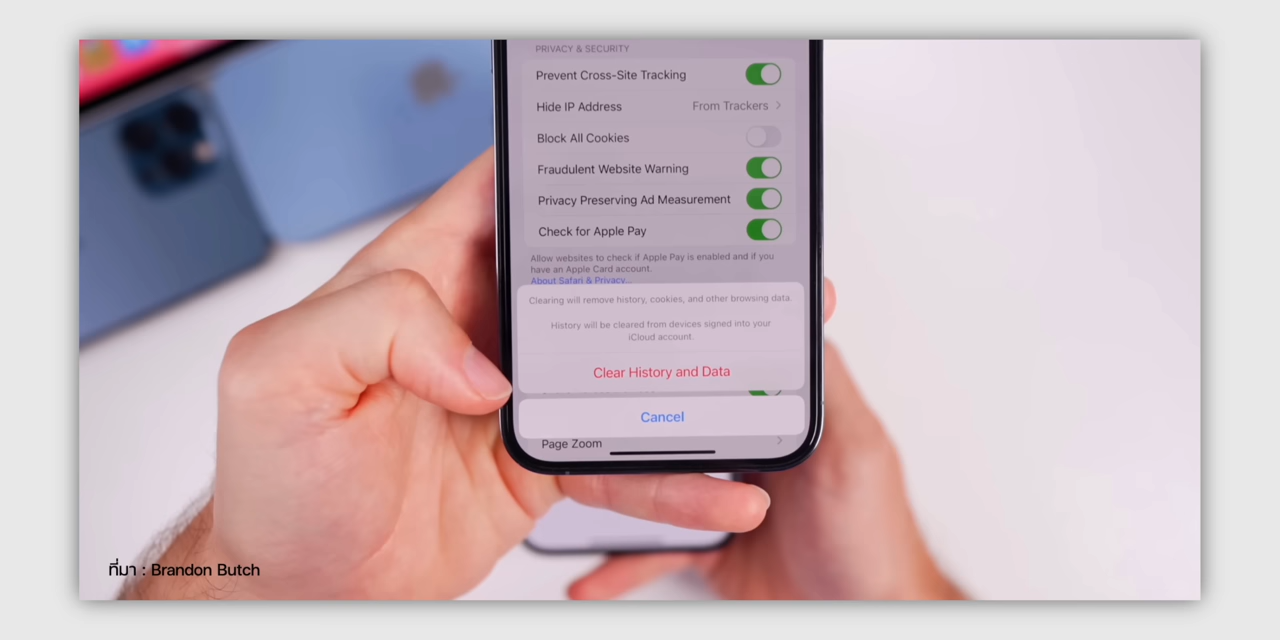 PRIVACY & SECURITY
Prevent Cross-Site Tracking
Hide IP Address From Trackers
Block All Cookies
Fraudulent Website Warning
Privacy Preserving Ad Measurement
Check for Apple Pay
Allow websites to check if Apple Pay is enabled and if you
have an Apple Card account.
About Safari & Privacy...
Clearing will remove history, cookies, and other browsing data.
History will be cleared from devices signed into your
iCloud account.
Clear History and Data
Cancel
Page Zoom
ที่มา : Brandon Butch